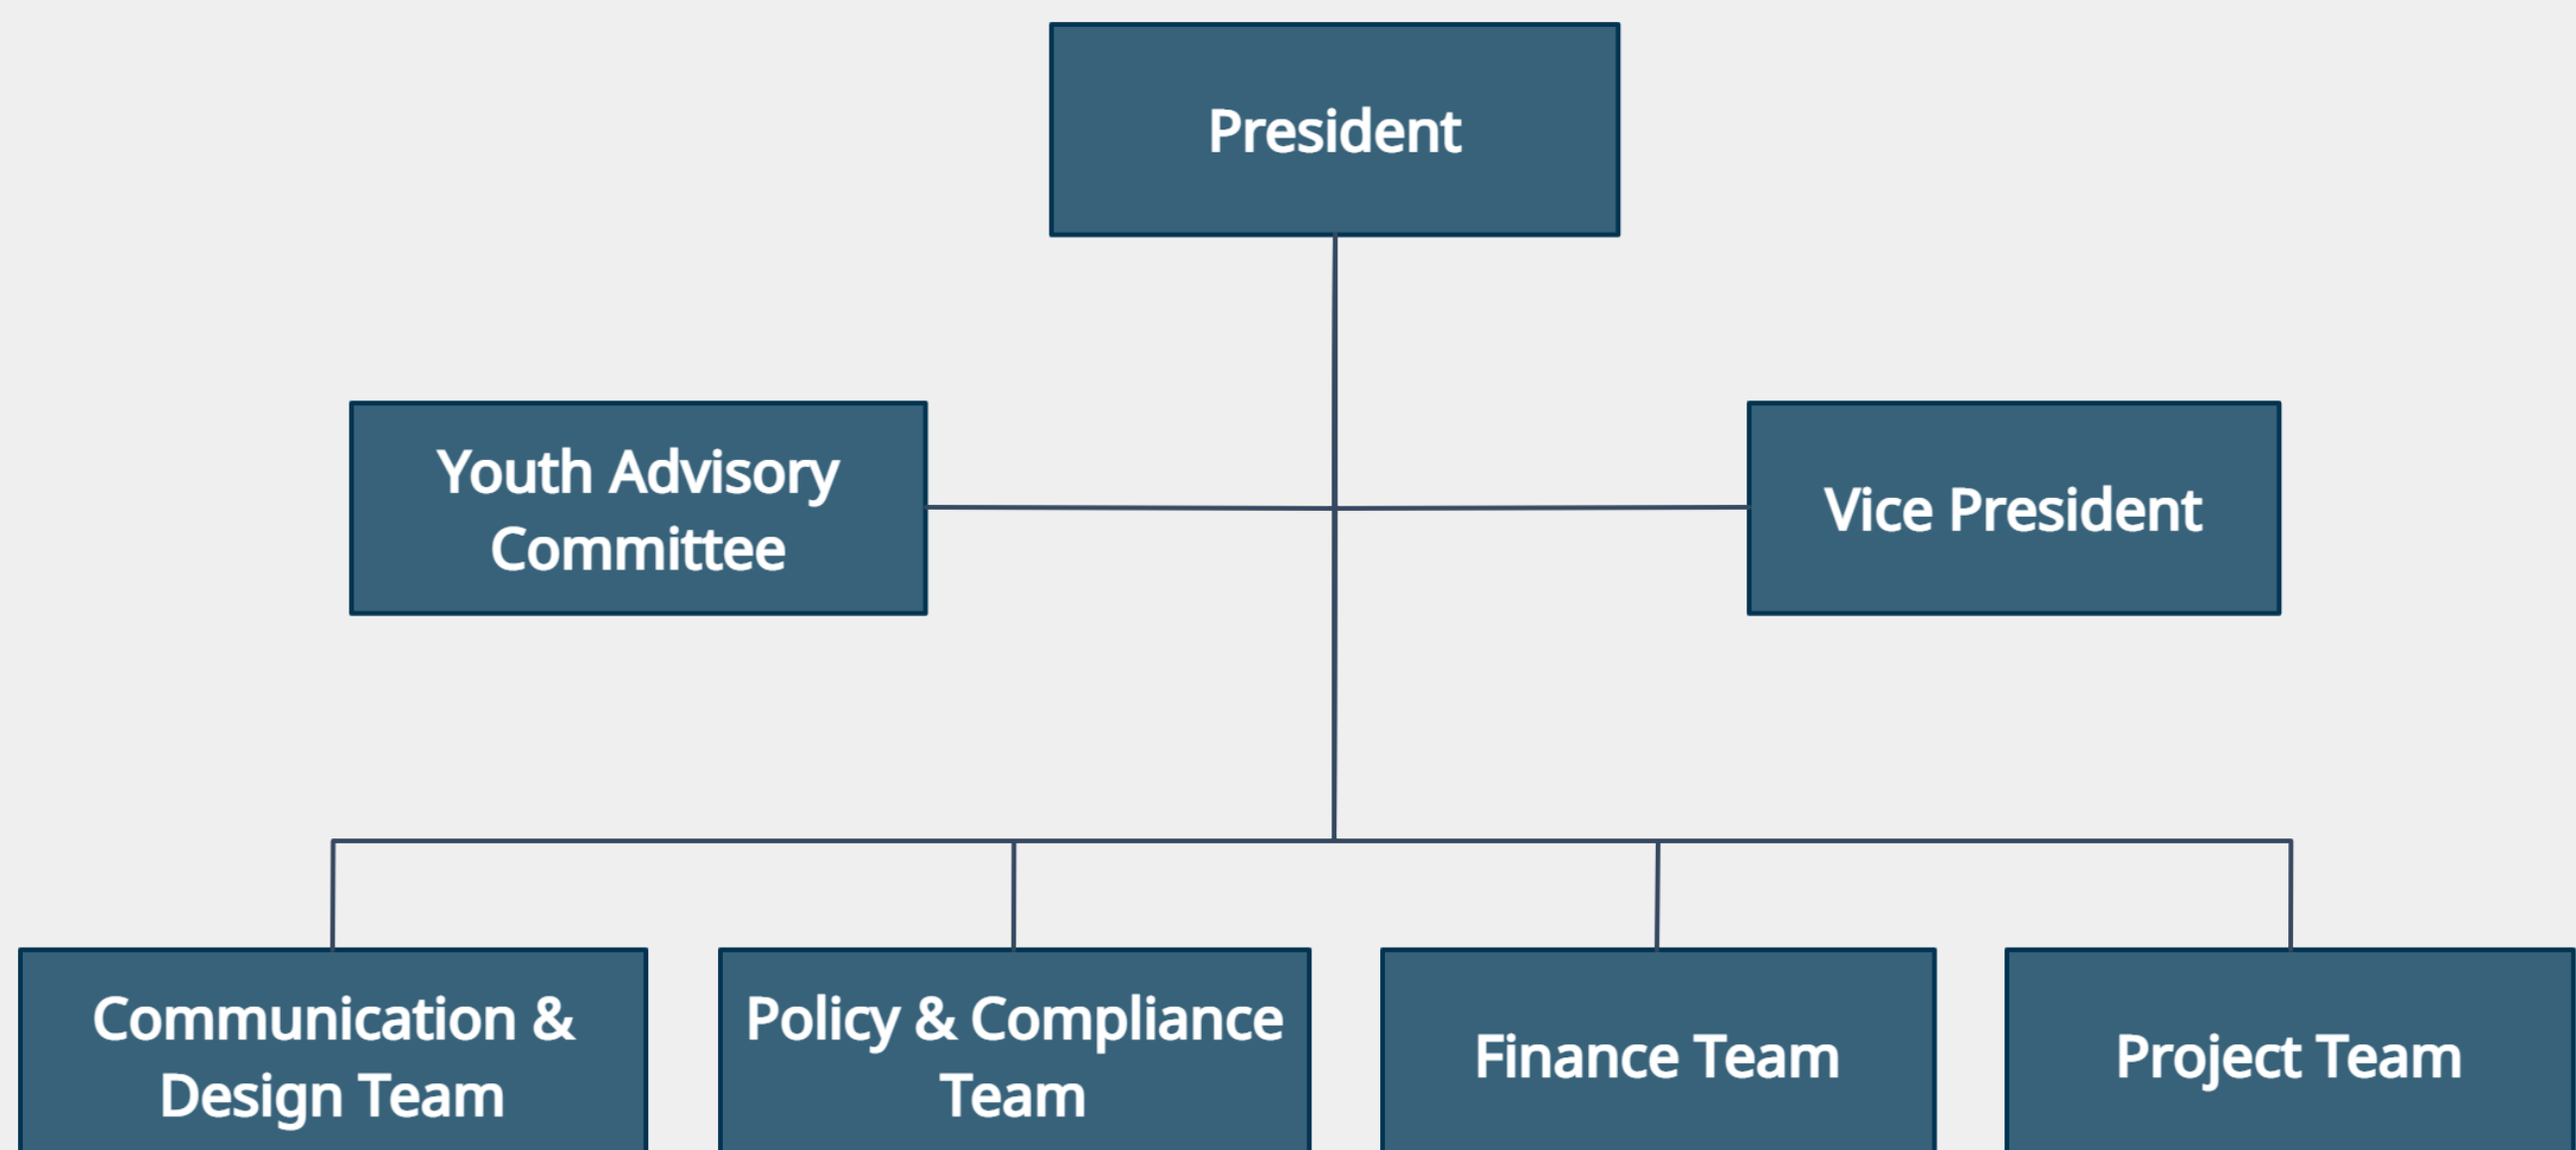 President
Youth Advisory
Committee
Vice President
Communication &
Design Team
Policy & Compliance
Team
Finance Team
Project Team